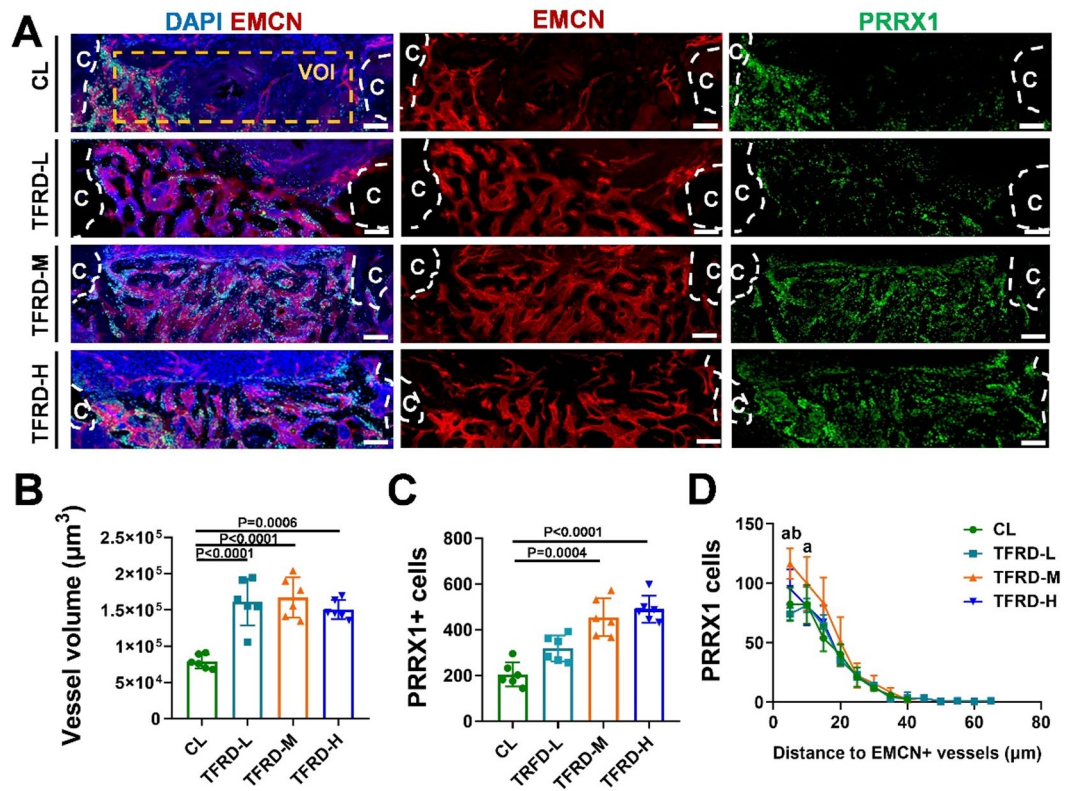 A
DAPI EMCN
EMCN
PRRX1
CL
C
VOI
C
C
C
C
C
TFRD-L
C
C
C
C
C
C
TFRD-M
C
C
C
C
C
C
TFRD-H
C
C
C
B
Vessel volume (µm³)
P=0.0006
P<0.0001
P<0.0001
2.5×10⁵
2×10⁵
1.5×10⁵
1×10⁵
5×10⁴
0
CL
TFRD-L
TFRD-M
TFRD-H
C
PRRX1+ cells
P<0.0001
P=0.0004
800
600
400
200
0
CL
TRFD-L
TFRD-M
TFRD-H
D
PRRX1 cells
150
100
50
0
ab
a
CL
TFRD-L
TFRD-M
TFRD-H
0
20
40
60
80
Distance to EMCN+ vessels (µm)